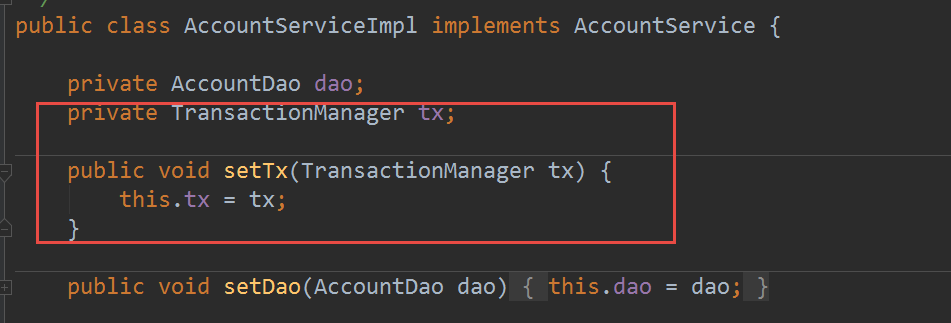 /
public class AccountServiceImpl implements AccountService {
private AccountDao dao;
private TransactionManager tx;
public void setTx(TransactionManager tx) {
this.tx = tx;
}
public void setDao(AccountDao dao) { this.dao = dao; }